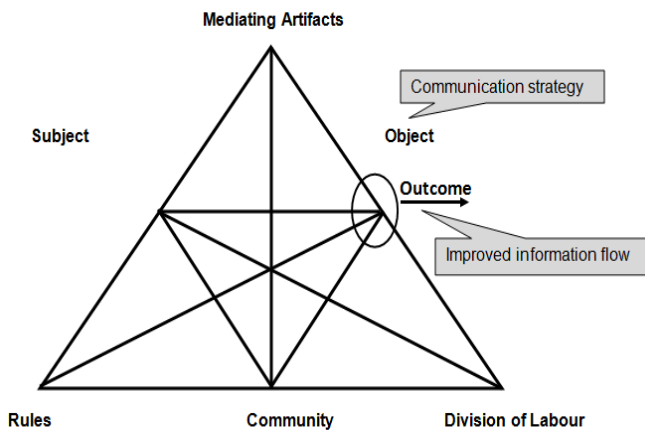 Mediating Artifacts
Communication strategy
Subject
Object
Outcome
Improved information flow
Rules
Community
Division of Labour